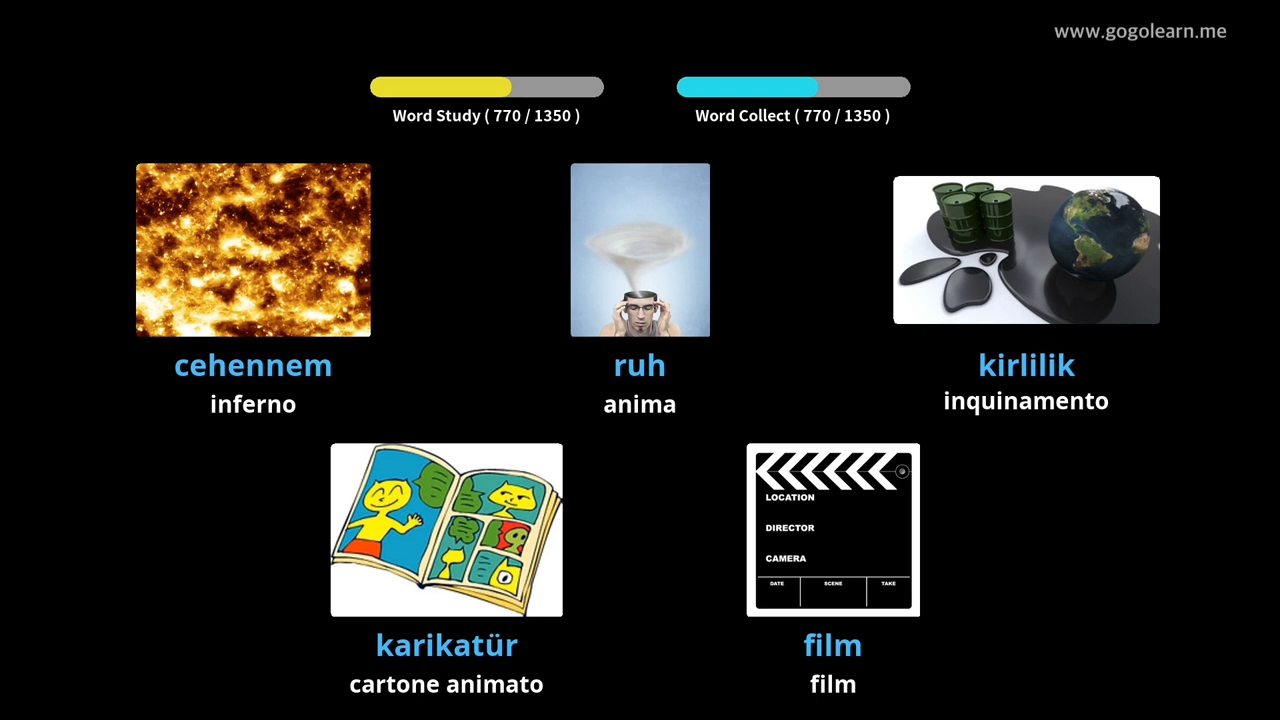 www.gogolearn.me
Word Study ( 770 / 1350 )
Word Collect ( 770 / 1350 )
cehennem
inferno
ruh
anima
kirlilik
inquinamento
LOCATION
DIRECTOR
CAMERA
DATE
SCENE
TAKE
karikatür
cartone animato
film
film